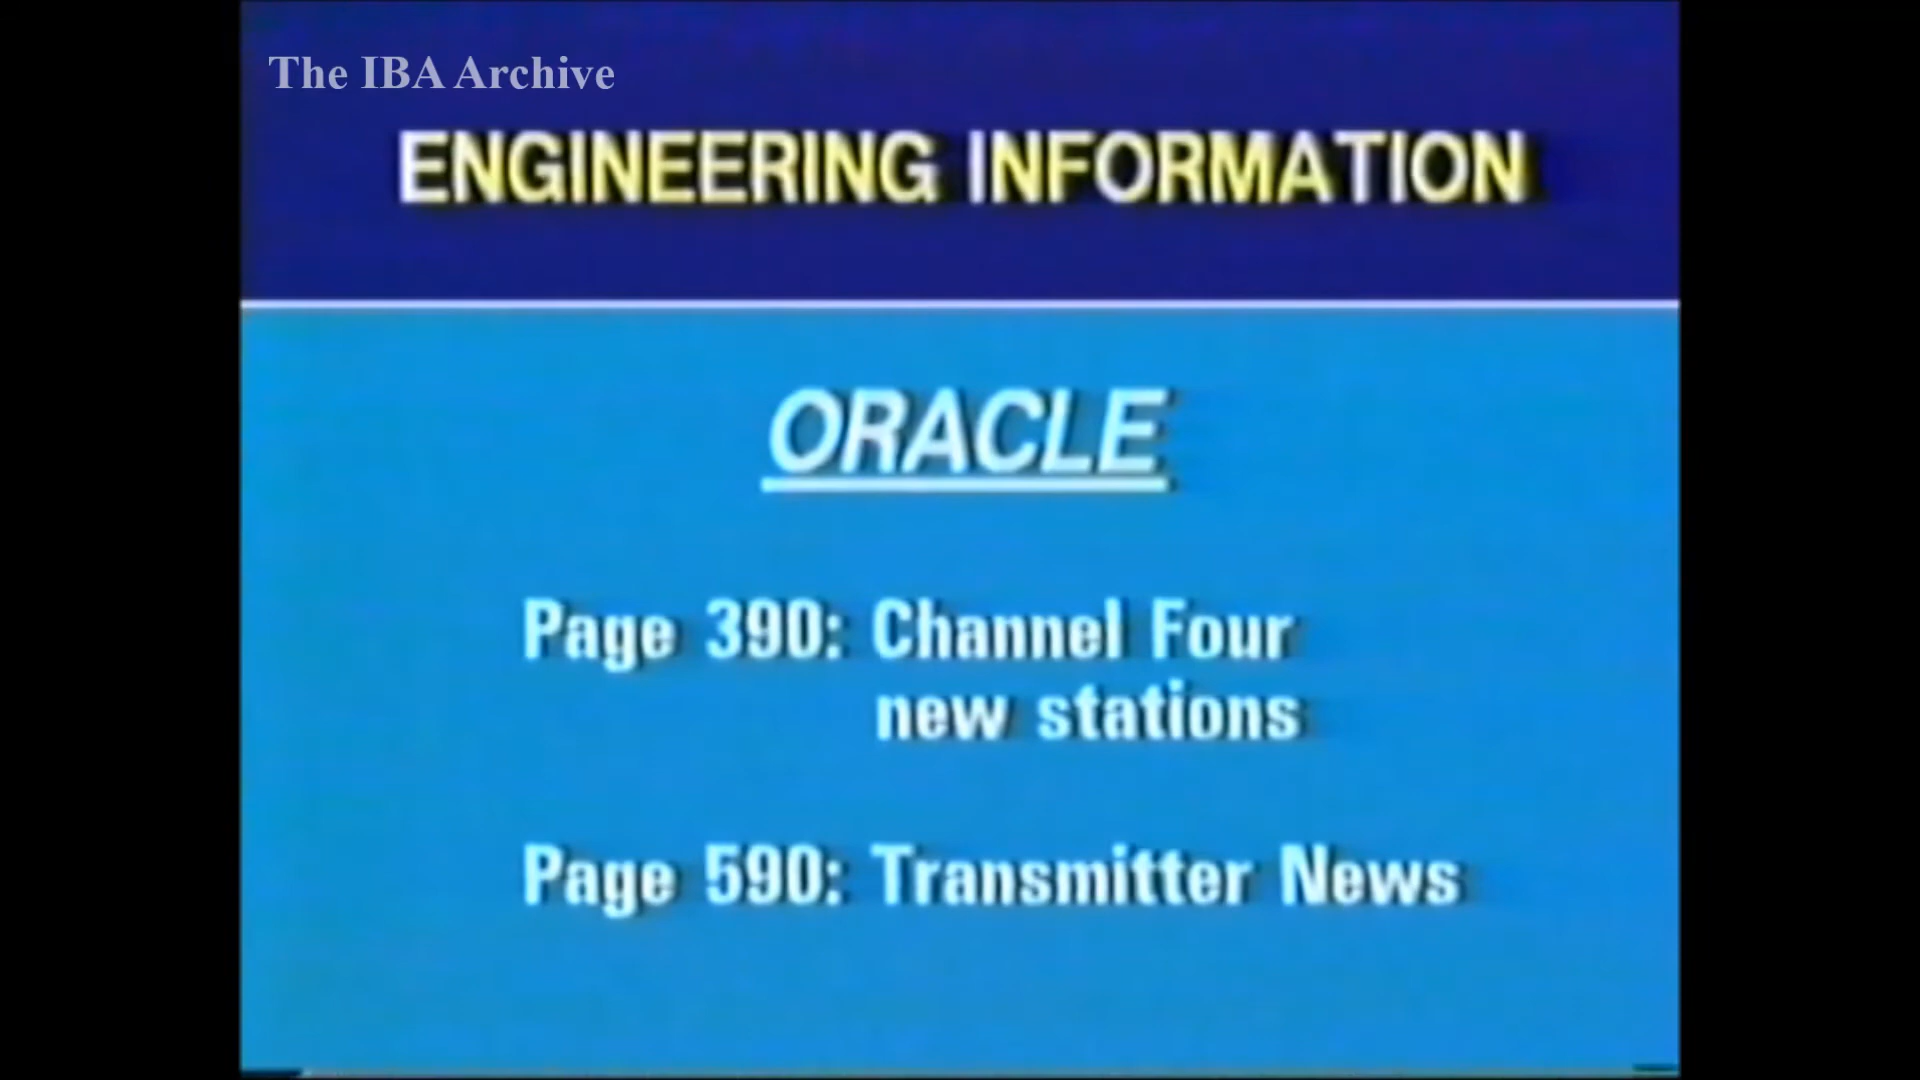 The IBA Archive
ENGINEERING INFORMATION
ORACLE
Page 390: Channel Four
new stations
Page 590: Transmitter News